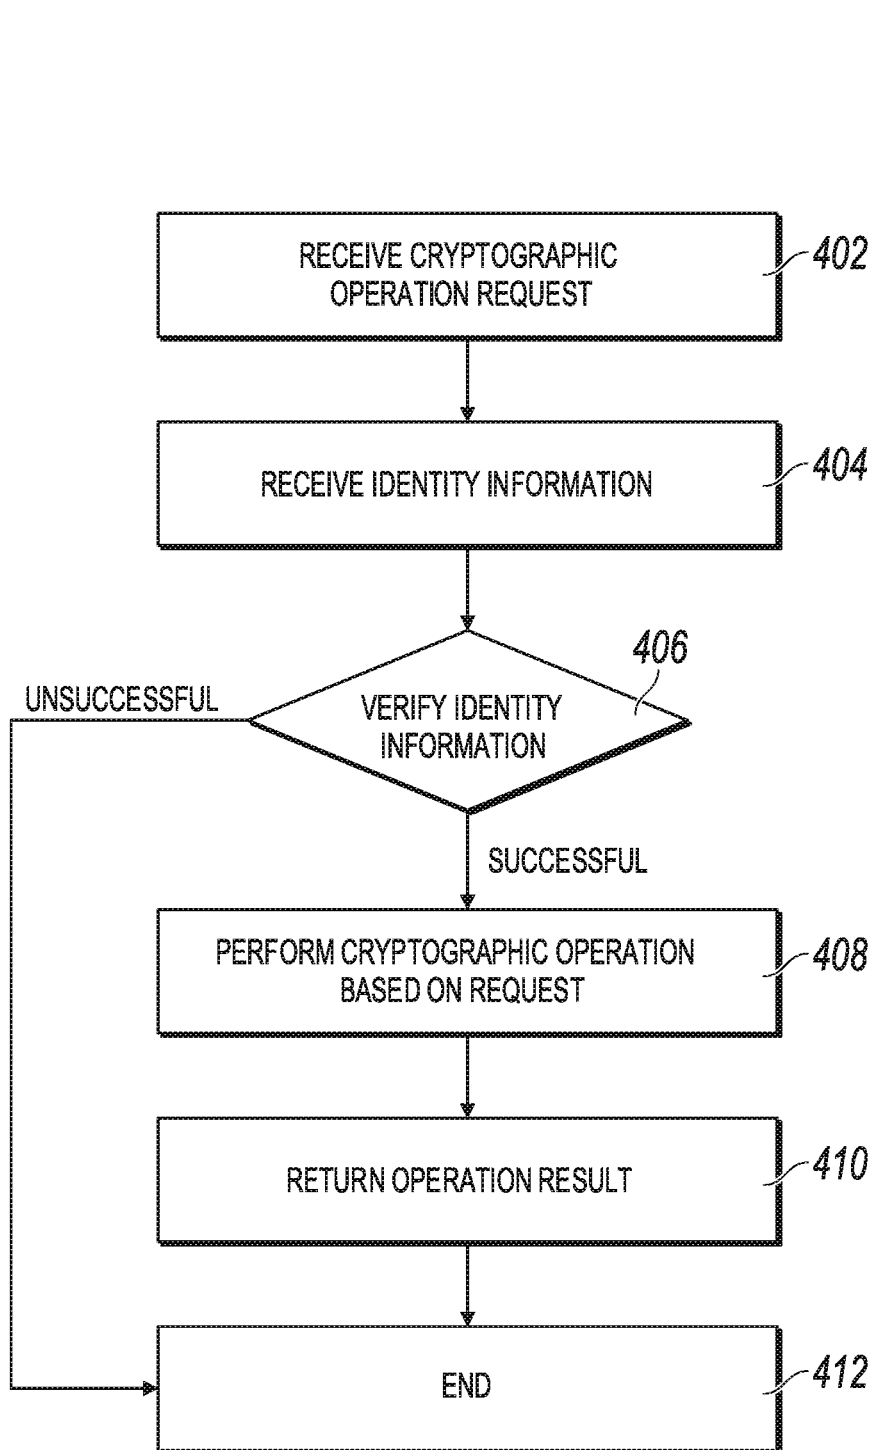 RECEIVE CRYPTOGRAPHIC
OPERATION REQUEST
402
RECEIVE IDENTITY INFORMATION
404
406
UNSUCCESSFUL
VERIFY IDENTITY
INFORMATION
SUCCESSFUL
PERFORM CRYPTOGRAPHIC OPERATION
BASED ON REQUEST
408
RETURN OPERATION RESULT
410
END
412